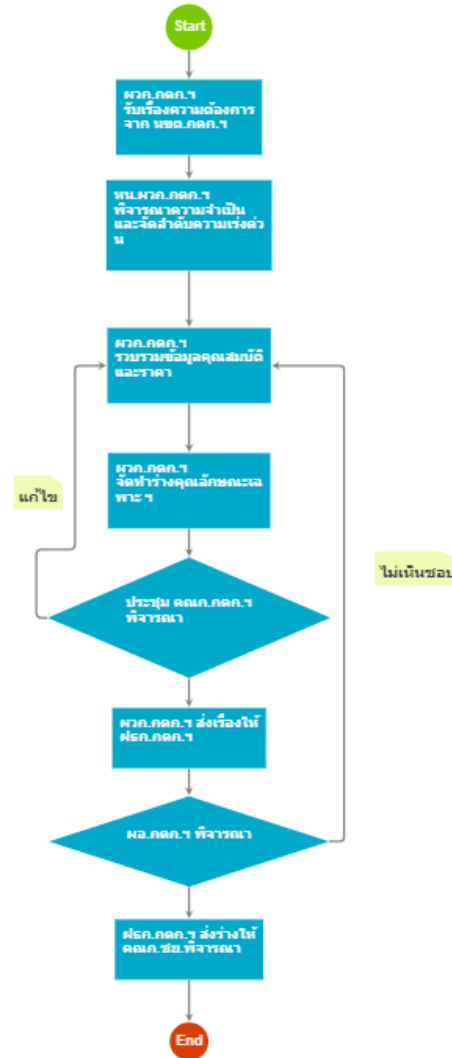 Start
ผวก.กดก.ฯ
รับเรื่องความต้องการ
จาก นขต.กดก.ฯ
หน.ผวก.กดก.ฯ
พิจารณาความจำเป็น
และจัดลำดับความเร่งด่ว
น
ผวก.กดก.ฯ
รวบรวมข้อมูลคุณสมบัติ
และราคา
แก้ไข
ผวก.กดก.ฯ
จัดทำร่างคุณลักษณะเฉ
พาะ ฯ
ไม่เห็นชอบ
ประชุม คณก.กดก.ฯ
พิจารณา
ผวก.กดก.ฯ ส่งเรื่องให้
ฝธก.กดก.ฯ
ผอ.กดก.ฯ พิจารณา
ฝธก.กดก.ฯ ส่งร่างให้
คณก.ชย.พิจารณา
End